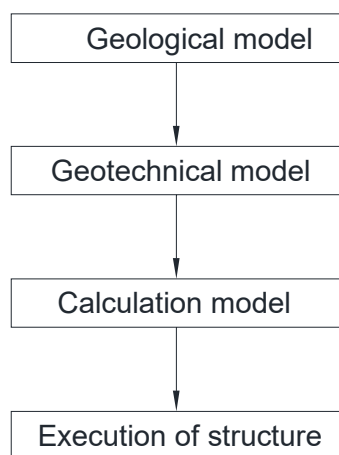 Geological model
Geotechnical model
Calculation model
Execution of structure